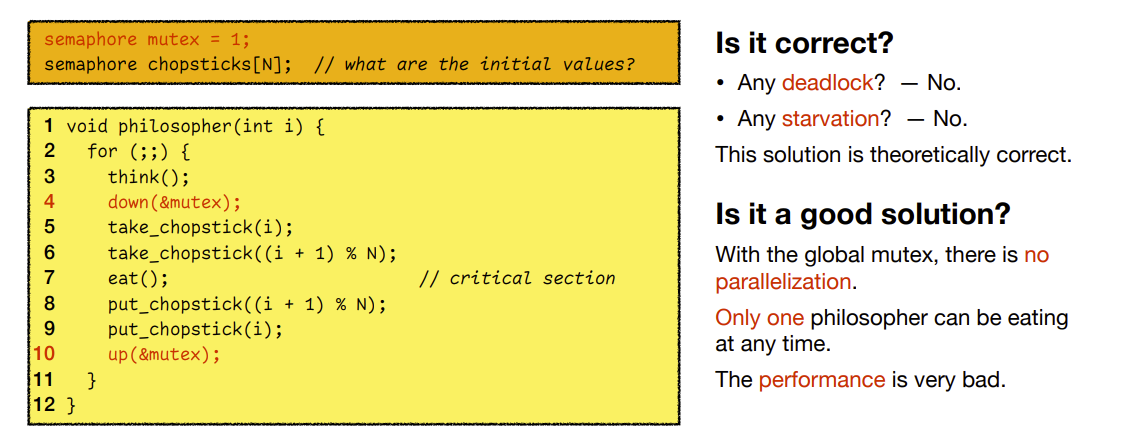 semaphore mutex = 1;
semaphore chopsticks[N];  // what are the initial values?
1 void philosopher(int i) {
2   for (;;) {
3     think();
4     down(&mutex);
5     take_chopstick(i);
6     take_chopstick((i + 1) % N);
7     eat();                        // critical section
8     put_chopstick((i + 1) % N);
9     put_chopstick(i);
10     up(&mutex);
11   }
12 }
Is it correct?
• Any deadlock? — No.
• Any starvation? — No.
This solution is theoretically correct.
Is it a good solution?
With the global mutex, there is no
parallelization.
Only one philosopher can be eating
at any time.
The performance is very bad.